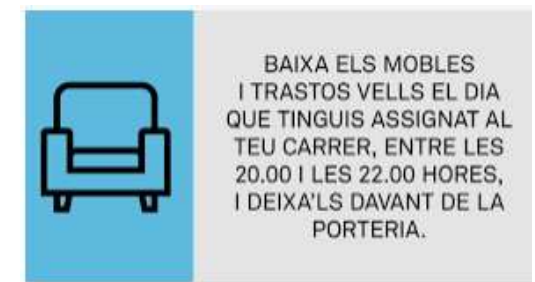 BAIXA ELS MOBLES
I TRASTOS VELLS EL DIA
QUE TINGUIS ASSIGNAT AL
TEU CARRER, ENTRE LES
20.00 I LES 22.00 HORES,
I DEIXA'LS DAVANT DE LA
PORTERIA.